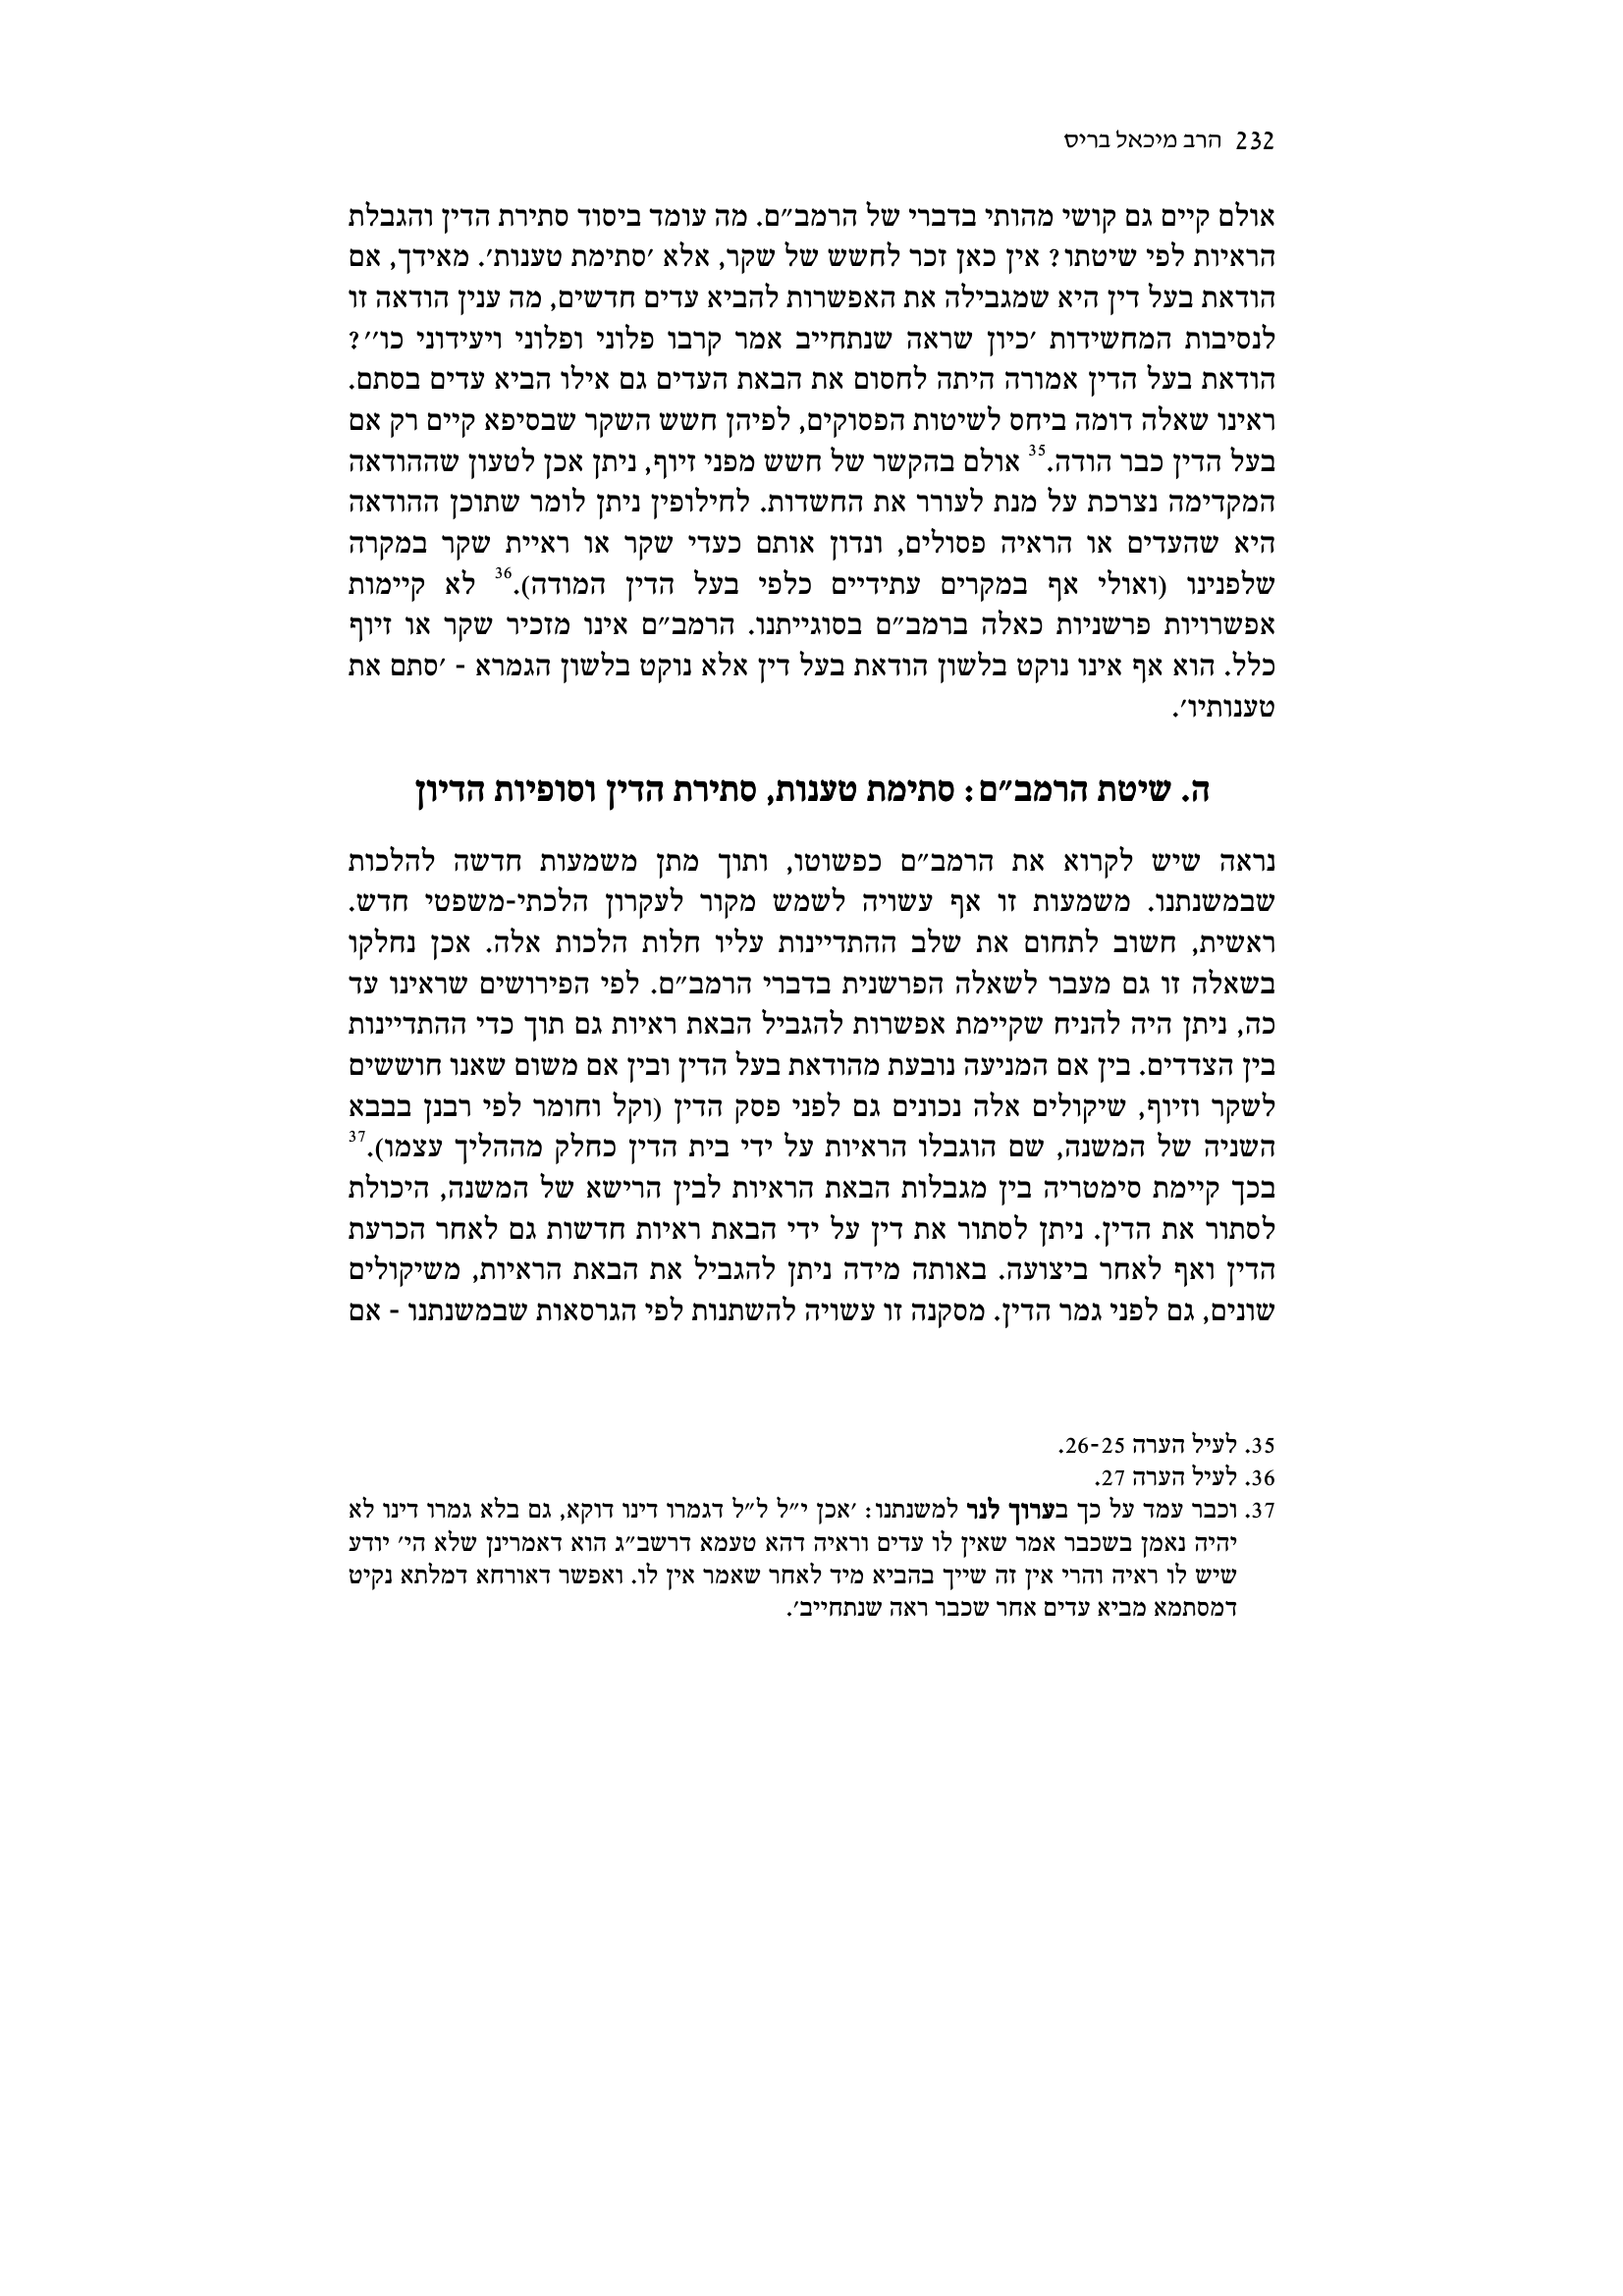 232 הרב מיכאל בריס
אולם קיים גם קושי מהותי בדברי של הרמב״ם. מה עומד ביסוד סתירת הדין והגבלת
הראיות לפי שיטתו? אין כאן זכר לחשש של שקר, אלא ׳סתימת טענות׳. מאידך, אם
הודאת בעל דין היא שמגבילה את האפשרות להביא עדים חדשים, מה ענין הודאה זו
לנסיבות המחשידות ׳כיון שראה שנתחייב אמר קרבו פלוני ופלוני ויעידוני כו׳׳?
הודאת בעל הדין אמורה היתה לחסום את הבאת העדים גם אילו הביא עדים בסתם.
ראינו שאלה דומה ביחס לשיטות הפסוקים, לפיהן חשש השקר שבסיפא קיים רק אם
בעל הדין כבר הודה.35 אולם בהקשר של חשש מפני זיוף, ניתן אכן לטעון שההודאה
המקדימה נצרכת על מנת לעורר את החשדות. לחילופין ניתן לומר שתוכן ההודאה
היא שהעדים או הראיה פסולים, ונדון אותם כעדי שקר או ראיית שקר במקרה
שלפנינו (ואולי אף במקרים עתידיים כלפי בעל הדין המודה).36 לא קיימות
אפשרויות פרשניות כאלה ברמב״ם בסוגייתנו. הרמב״ם אינו מזכיר שקר או זיוף
כלל. הוא אף אינו נוקט בלשון הודאת בעל דין אלא נוקט בלשון הגמרא - ׳סתם את
טענותיו׳.
ה. שיטת הרמב״ם: סתימת טענות, סתירת הדין וסופיות הדיון
נראה שיש לקרוא את הרמב״ם כפשוטו, ותוך מתן משמעות חדשה להלכות
שבמשנתנו. משמעות זו אף עשויה לשמש מקור לעקרון הלכתי-משפטי חדש.
ראשית, חשוב לתחום את שלב ההתדיינות עליו חלות הלכות אלה. אכן נחלקו
בשאלה זו גם מעבר לשאלה הפרשנית בדברי הרמב״ם. לפי הפירושים שראינו עד
כה, ניתן היה להניח שקיימת אפשרות להגביל הבאת ראיות גם תוך כדי ההתדיינות
בין הצדדים. בין אם המניעה נובעת מהודאת בעל הדין ובין אם משום שאנו חוששים
לשקר וזיוף, שיקולים אלה נכונים גם לפני פסק הדין (וקל וחומר לפי רבנן בבבא
השניה של המשנה, שם הוגבלו הראיות על ידי בית הדין כחלק מההליך עצמו).37
בכך קיימת סימטריה בין מגבלות הבאת הראיות לבין הרישא של המשנה, היכולת
לסתור את הדין. ניתן לסתור את דין על ידי הבאת ראיות חדשות גם לאחר הכרעת
הדין ואף לאחר ביצועה. באותה מידה ניתן להגביל את הבאת הראיות, משיקולים
שונים, גם לפני גמר הדין. מסקנה זו עשויה להשתנות לפי הגרסאות שבמשנתנו - אם
35. לעיל הערה 26-25.
36. לעיל הערה 27.
37. וכבר עמד על כך בערוך לנר למשנתנו: ׳אכן י״ל ל״ל דגמרו דינו דוקא, גם בלא גמרו דינו לא
יהיה נאמן בשכבר אמר שאין לו עדים וראיה דהא טעמא דרשב״ג הוא דאמרינן שלא הי׳ יודע
שיש לו ראיה והרי אין זה שייך בהביא מיד לאחר שאמר אין לו. ואפשר דאורחא דמלתא נקיט
דמסתמא מביא עדים אחר שכבר ראה שנתחייב׳.